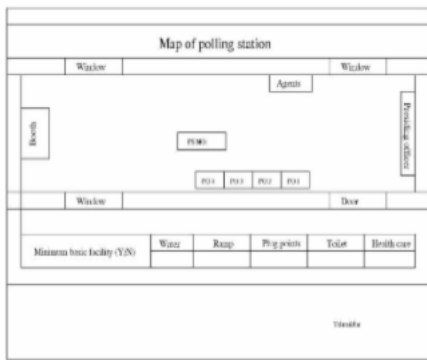 Map of polling station
Window Window
Agents
Booth
Presiding officer
PO4 PO3 PO2 PO1
Window Door
Minimum basic facility (Y/N) Water Ramp Plug points Toilet Health care